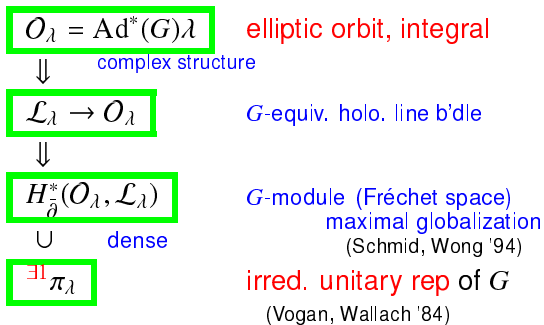 𝒪_λ = Ad*(G)λ elliptic orbit, integral
⇓ complex structure
ℒ_λ → 𝒪_λ G-equiv. holo. line b'dle
⇓
H*_∂̄(𝒪_λ, ℒ_λ) G-module (Fréchet space)
maximal globalization
∪ dense (Schmid, Wong '94)
∃1 π_λ irred. unitary rep of G
(Vogan, Wallach '84)